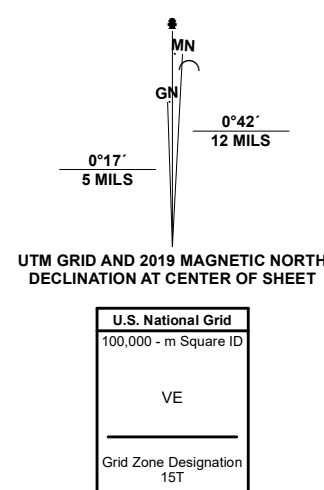 MN
GN
0°42´
12 MILS
0°17´
5 MILS
UTM GRID AND 2019 MAGNETIC NORTH
DECLINATION AT CENTER OF SHEET
U.S. National Grid
100,000 - m Square ID
VE
Grid Zone Designation
15T